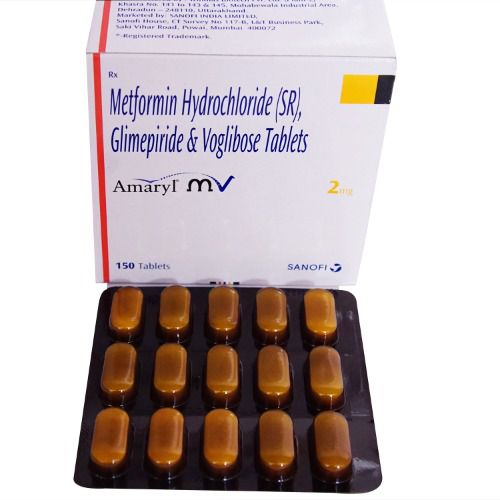 Khasra No. 141 to 143 & 145, Mohabewala Industrial Area,
Dehradun - 248110, Uttarakhand.
Marketed by: SANOFI INDIA LIMITED,
Sanofi House, CT Survey No 117-B, L&T Business Park,
Saki Vihar Road, Powai, Mumbai 400072
*-Registered Trademark.
Rx
Metformin Hydrochloride (SR),
Glimepiride & Voglibose Tablets
Amaryl® MV
2mg
150 Tablets
SANOFI